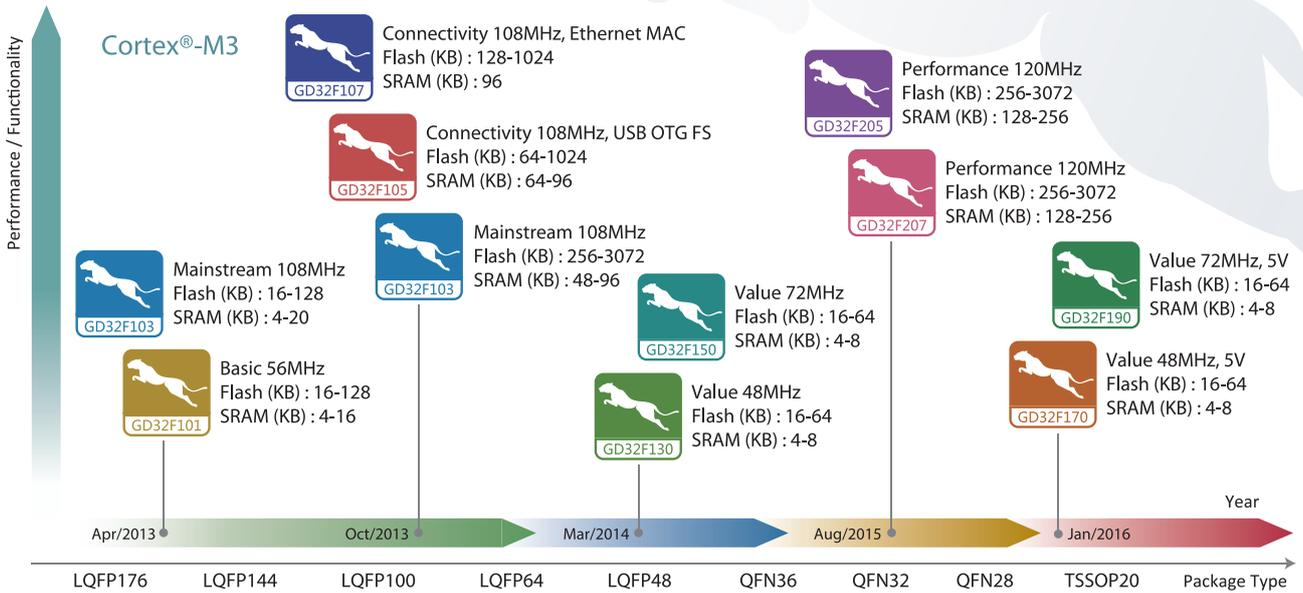 Performance / Functionality
Cortex®-M3
GD32F107
Connectivity 108MHz, Ethernet MAC
Flash (KB) : 128-1024
SRAM (KB) : 96
GD32F105
Connectivity 108MHz, USB OTG FS
Flash (KB) : 64-1024
SRAM (KB) : 64-96
GD32F103
Mainstream 108MHz
Flash (KB) : 256-3072
SRAM (KB) : 48-96
GD32F103
Mainstream 108MHz
Flash (KB) : 16-128
SRAM (KB) : 4-20
GD32F101
Basic 56MHz
Flash (KB) : 16-128
SRAM (KB) : 4-16
GD32F150
Value 72MHz
Flash (KB) : 16-64
SRAM (KB) : 4-8
GD32F130
Value 48MHz
Flash (KB) : 16-64
SRAM (KB) : 4-8
GD32F205
Performance 120MHz
Flash (KB) : 256-3072
SRAM (KB) : 128-256
GD32F207
Performance 120MHz
Flash (KB) : 256-3072
SRAM (KB) : 128-256
GD32F190
Value 72MHz, 5V
Flash (KB) : 16-64
SRAM (KB) : 4-8
GD32F170
Value 48MHz, 5V
Flash (KB) : 16-64
SRAM (KB) : 4-8
Year
Apr/2013 Oct/2013 Mar/2014 Aug/2015 Jan/2016
LQFP176 LQFP144 LQFP100 LQFP64 LQFP48 QFN36 QFN32 QFN28 TSSOP20 Package Type